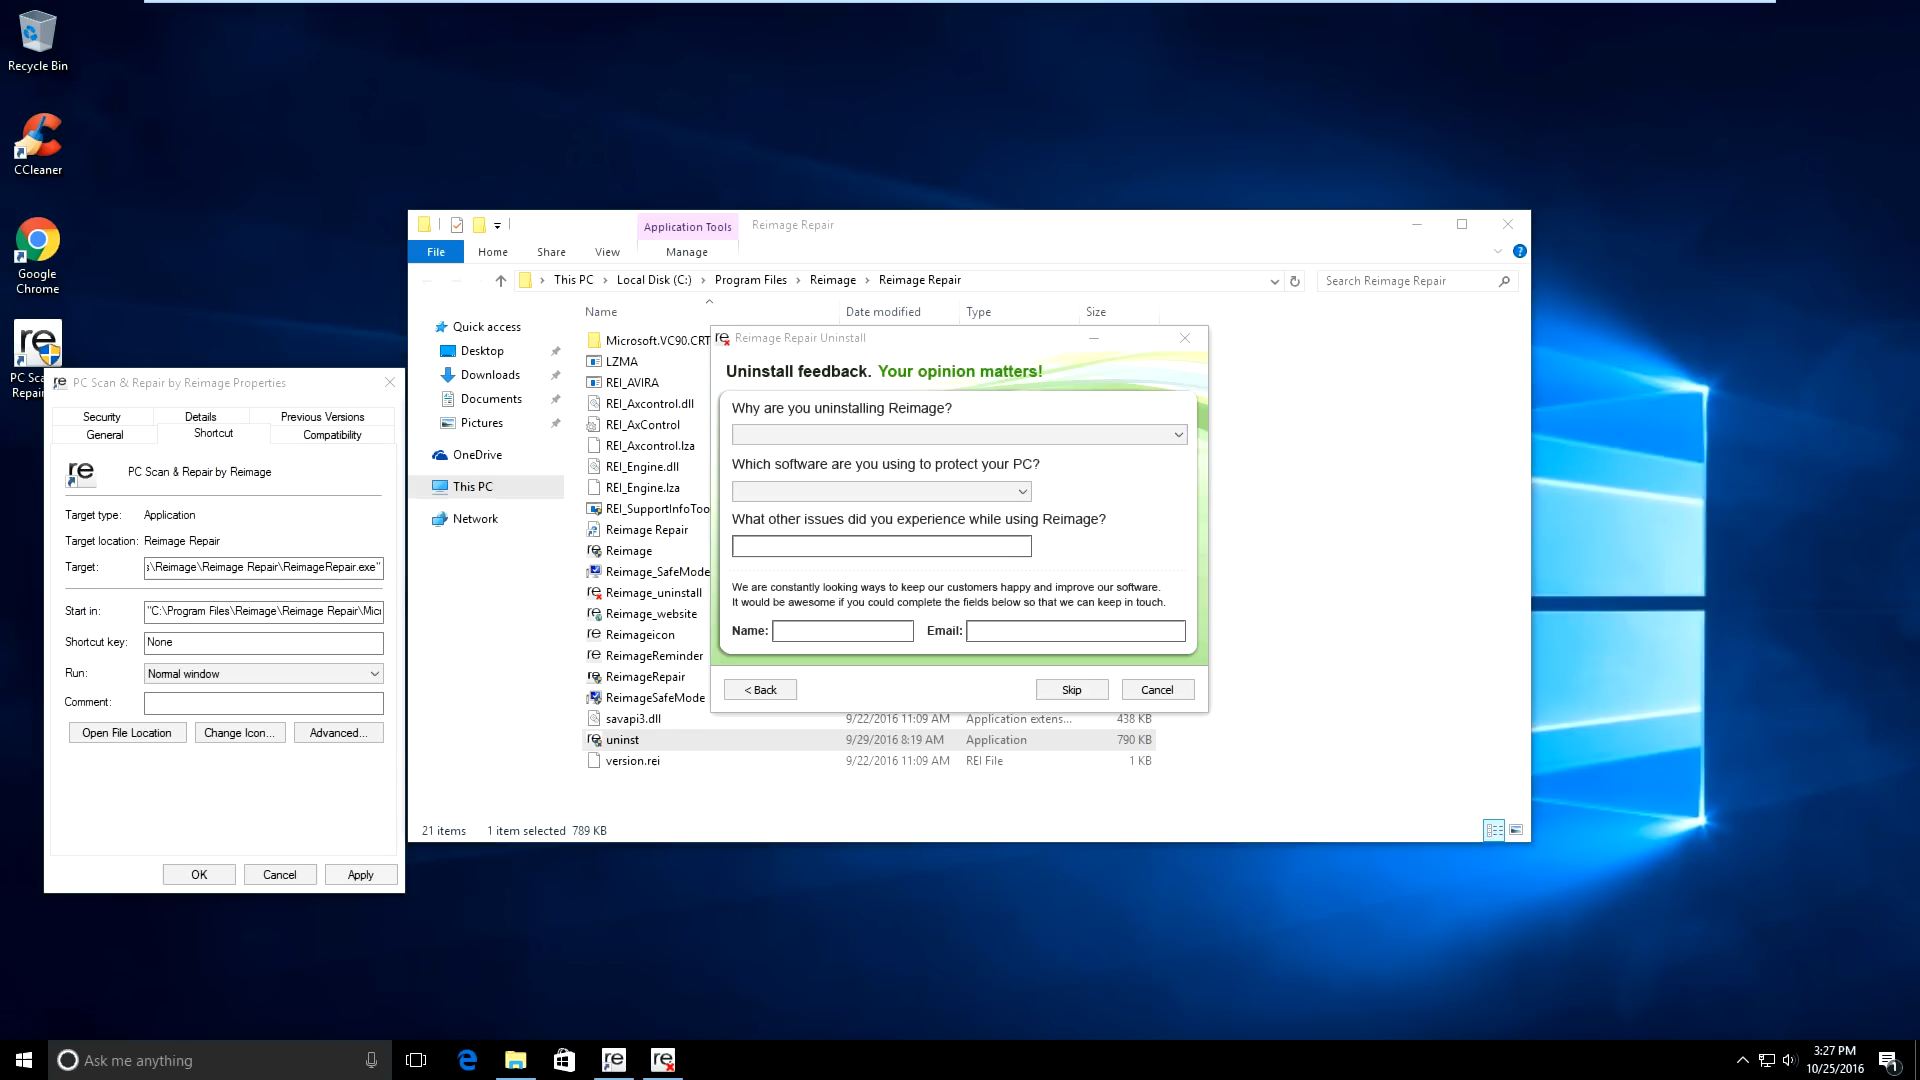 Recycle Bin
CCleaner
Google
Chrome
re
PC Sca
Repair
re PC Scan & Repair by Reimage Properties
Security Details Previous Versions
General Shortcut Compatibility
re PC Scan & Repair by Reimage
Target type: Application
Target location: Reimage Repair
Target: s\Reimage\Reimage Repair\ReimageRepair.exe"
Start in: "C:\Program Files\Reimage\Reimage Repair\Micr
Shortcut key: None
Run: Normal window
Comment:
Open File Location Change Icon... Advanced...
OK Cancel Apply
Application Tools Reimage Repair
File Home Share View Manage
This PC Local Disk (C:) Program Files Reimage Reimage Repair Search Reimage Repair
Quick access
Desktop
Downloads
Documents
Pictures
OneDrive
This PC
Network
Name Date modified Type Size
Microsoft.VC90.CRT
LZMA
REI_AVIRA
REI_Axcontrol.dll
REI_AxControl
REI_Axcontrol.lza
REI_Engine.dll
REI_Engine.lza
REI_SupportInfoToo
Reimage Repair
Reimage
Reimage_SafeMode
Reimage_uninstall
Reimage_website
Reimageicon
ReimageReminder
ReimageRepair
ReimageSafeMode
savapi3.dll 9/22/2016 11:09 AM Application extens... 438 KB
uninst 9/29/2016 8:19 AM Application 790 KB
version.rei 9/22/2016 11:09 AM REI File 1 KB
21 items 1 item selected 789 KB
re Reimage Repair Uninstall
Uninstall feedback. Your opinion matters!
Why are you uninstalling Reimage?
Which software are you using to protect your PC?
What other issues did you experience while using Reimage?
We are constantly looking ways to keep our customers happy and improve our software.
It would be awesome if you could complete the fields below so that we can keep in touch.
Name: Email:
< Back Skip Cancel
Ask me anything
re re
3:27 PM
10/25/2016
1